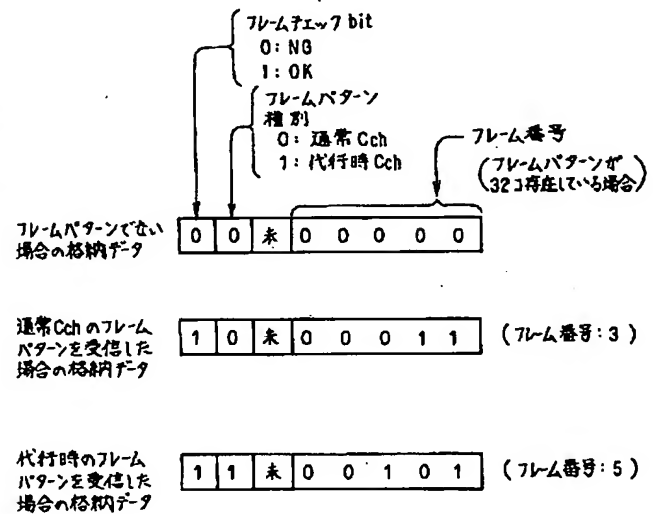 フレームチェック bit
0: NG
1: OK
フレームパターン
種別
0: 通常 Cch
1: 代行時 Cch
フレーム番号
(フレームパターンが
32コ存在している場合)
フレームパターンでない
場合の格納データ
0 0 未 0 0 0 0 0
通常Cchのフレーム
パターンを受信した
場合の格納データ
1 0 未 0 0 0 1 1 (フレーム番号:3)
代行時のフレーム
パターンを受信した
場合の格納データ
1 1 未 0 0 1 0 1 (フレーム番号:5)